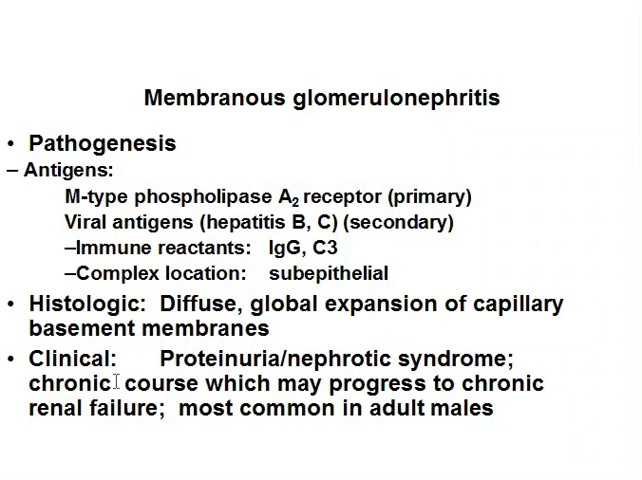 Membranous glomerulonephritis
• Pathogenesis
– Antigens:
M-type phospholipase A₂ receptor (primary)
Viral antigens (hepatitis B, C) (secondary)
–Immune reactants: IgG, C3
–Complex location: subepithelial
• Histologic: Diffuse, global expansion of capillary
basement membranes
• Clinical: Proteinuria/nephrotic syndrome;
chronic course which may progress to chronic
renal failure; most common in adult males